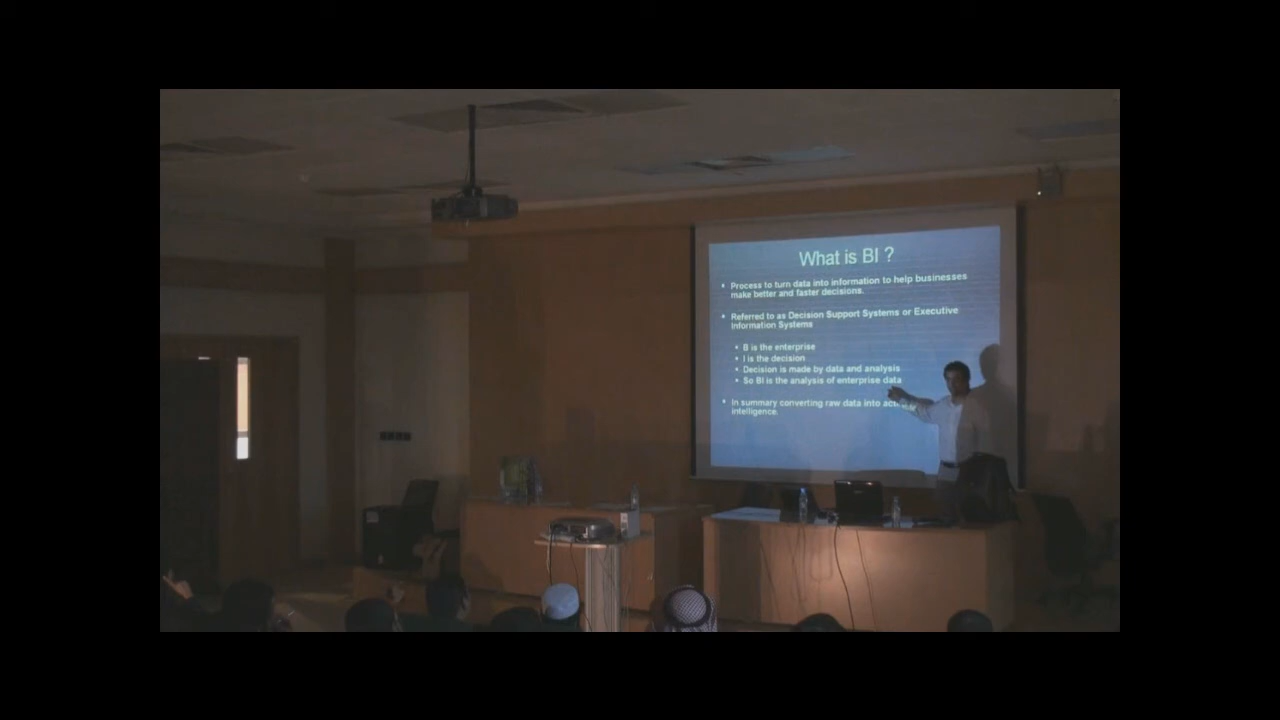 What is BI ?
• Process to turn data into information to help businesses
make better and faster decisions.
• Referred to as Decision Support Systems or Executive
Information Systems
• B is the enterprise
• I is the decision
• Decision is made by data and analysis
• So BI is the analysis of enterprise data
• In summary converting raw data into
intelligence.